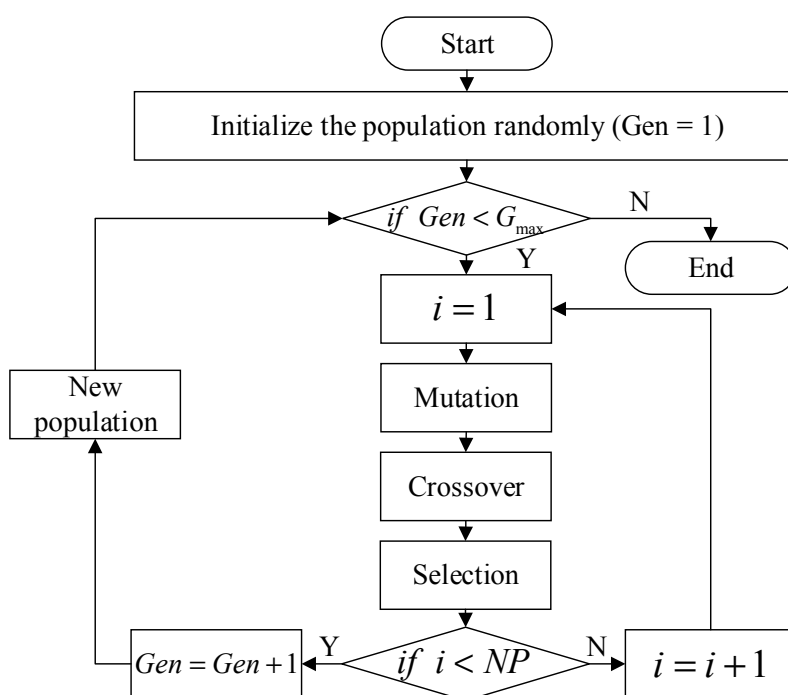 Start
Initialize the population randomly (Gen = 1)
if Gen < G_max
N
End
Y
i = 1
New
population
Mutation
Crossover
Selection
Gen = Gen + 1
Y
if i < NP
N
i = i + 1